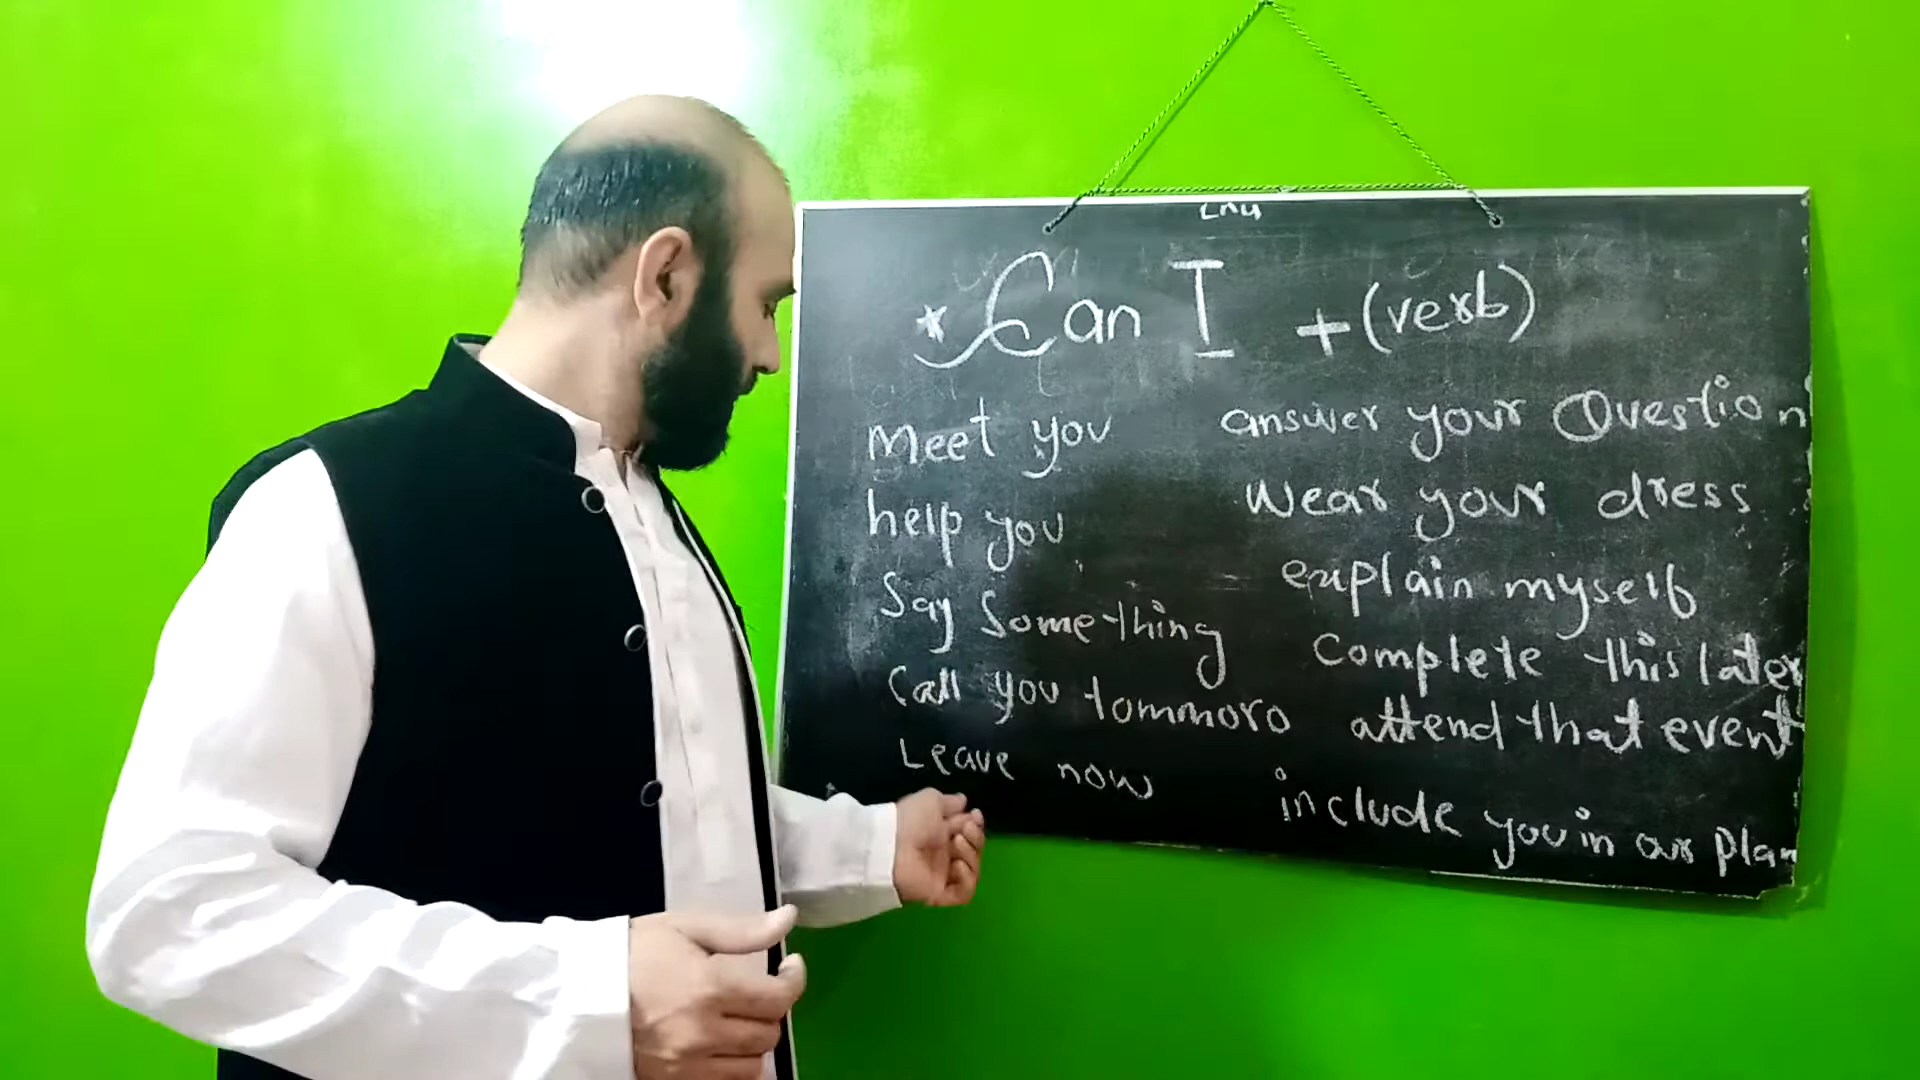 * Can I + (verb)
Meet you
help you
Say Something
Call you tommoro
Leave now
answer your Question
Wear your dress
explain myself
Complete this later
attend that event
include you in our plan